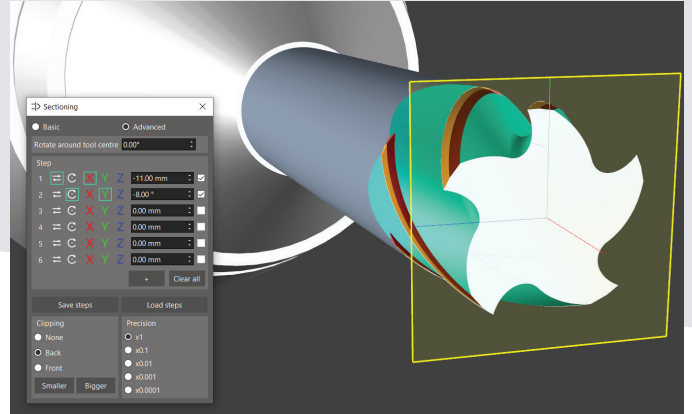 Sectioning
Basic Advanced
Rotate around tool centre 0.00°
Step
1 X Y Z -11.00 mm
2 X Y Z -8.00 °
3 X Y Z 0.00 mm
4 X Y Z 0.00 mm
5 X Y Z 0.00 mm
6 X Y Z 0.00 mm
+ Clear all
Save steps Load steps
Clipping Precision
None x1
Back x0.1
Front x0.01
x0.001
Smaller Bigger x0.0001